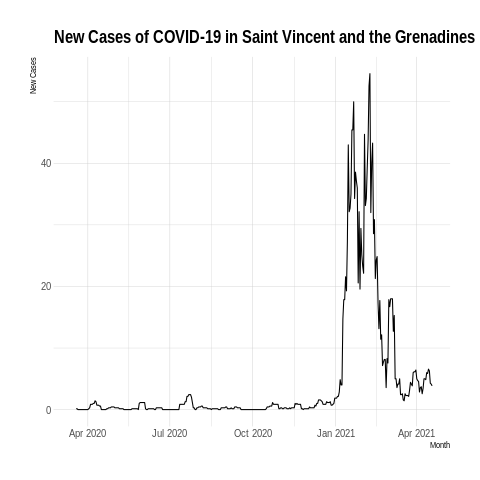 New Cases of COVID-19 in Saint Vincent and the Grenadines
New Cases
40
20
0
Apr 2020 Jul 2020 Oct 2020 Jan 2021 Apr 2021
Month